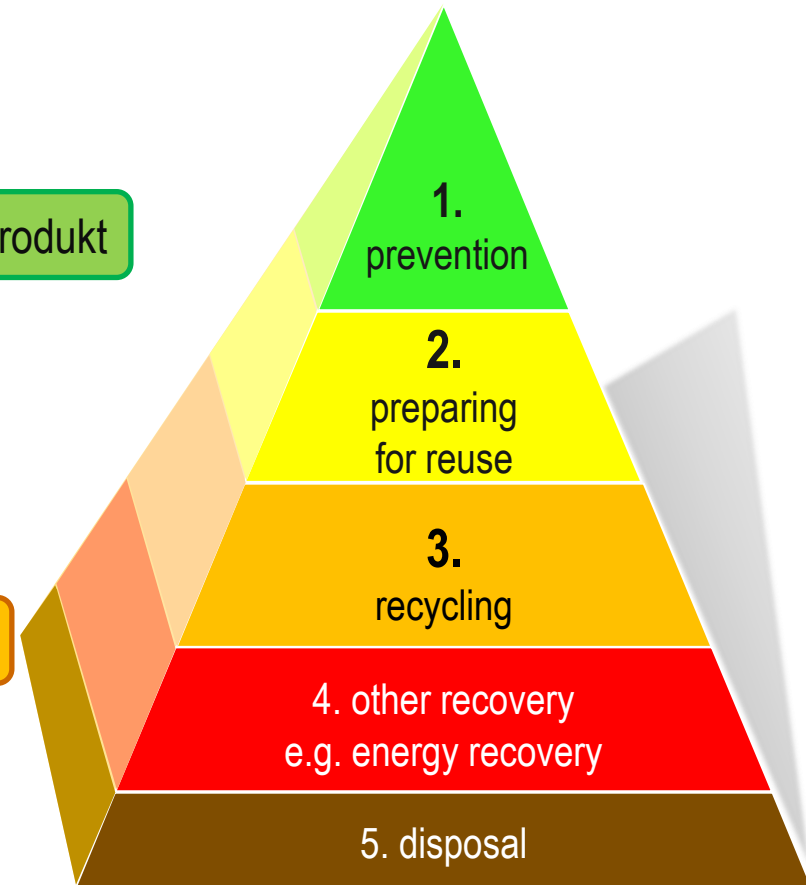 1.
prevention
rodukt
2.
preparing
for reuse
3.
recycling
4. other recovery
e.g. energy recovery
5. disposal